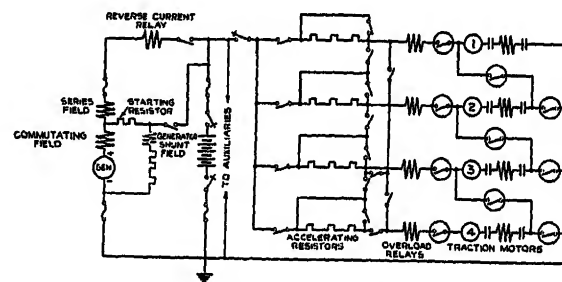 REVERSE CURRENT
RELAY
SERIES
FIELD
STARTING
RESISTOR
COMMUTATING
FIELD
GENERATOR
SHUNT
FIELD
GEN
TO AUXILIARIES
ACCELERATING
RESISTORS
OVERLOAD
RELAYS
TRACTION MOTORS
1
2
3
4